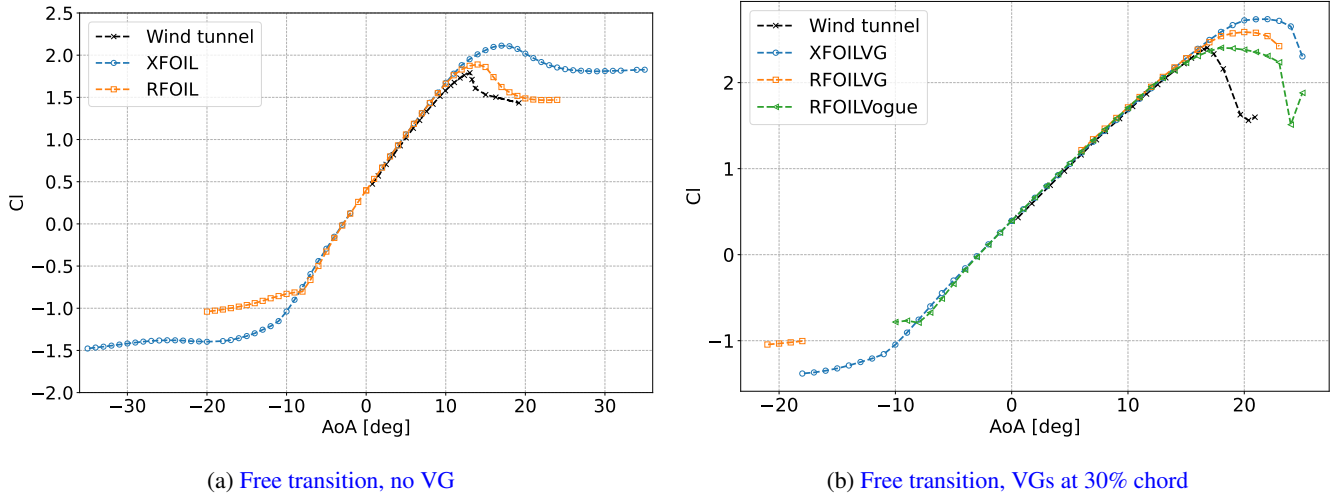 Wind tunnel
XFOIL
RFOIL
Cl
2.5
2.0
1.5
1.0
0.5
0.0
−0.5
−1.0
−1.5
−2.0
−30 −20 −10 0 10 20 30
AoA [deg]
(a) Free transition, no VG
Wind tunnel
XFOILVG
RFOILVG
RFOILVogue
Cl
2
1
0
−1
−20 −10 0 10 20
AoA [deg]
(b) Free transition, VGs at 30% chord